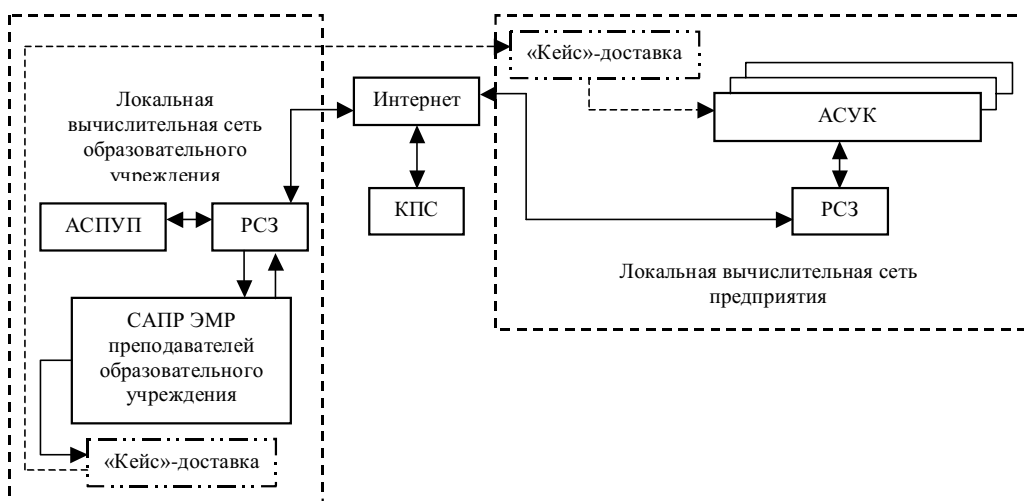 «Кейс»-доставка
Локальная
вычислительная сеть
образовательного
учреждения
Интернет
АСУК
АСПУП
РСЗ
КПС
РСЗ
Локальная вычислительная сеть
предприятия
САПР ЭМР
преподавателей
образовательного
учреждения
«Кейс»-доставка